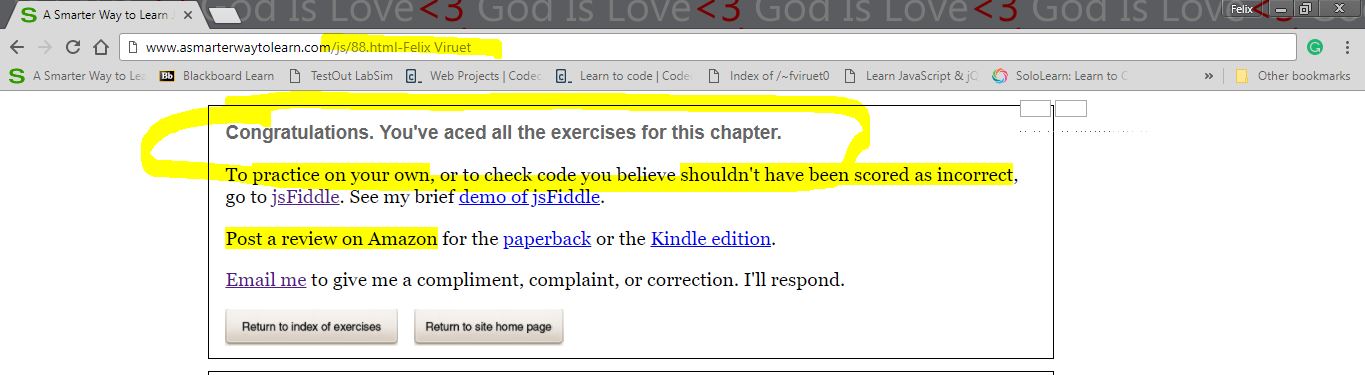 God Is Love<3 God Is Love<3 God Is Love<3
A Smarter Way to Learn
Felix
www.asmarterwaytolearn.com/js/88.html-Felix Viruet
S A Smarter Way to Lea Bb Blackboard Learn TestOut LabSim Web Projects | Codec Learn to code | Codec Index of /~fviruet0 Learn JavaScript & jQ SoloLearn: Learn to C » Other bookmarks
Congratulations. You've aced all the exercises for this chapter.
To practice on your own, or to check code you believe shouldn't have been scored as incorrect,
go to jsFiddle. See my brief demo of jsFiddle.
Post a review on Amazon for the paperback or the Kindle edition.
Email me to give me a compliment, complaint, or correction. I'll respond.
Return to index of exercises Return to site home page